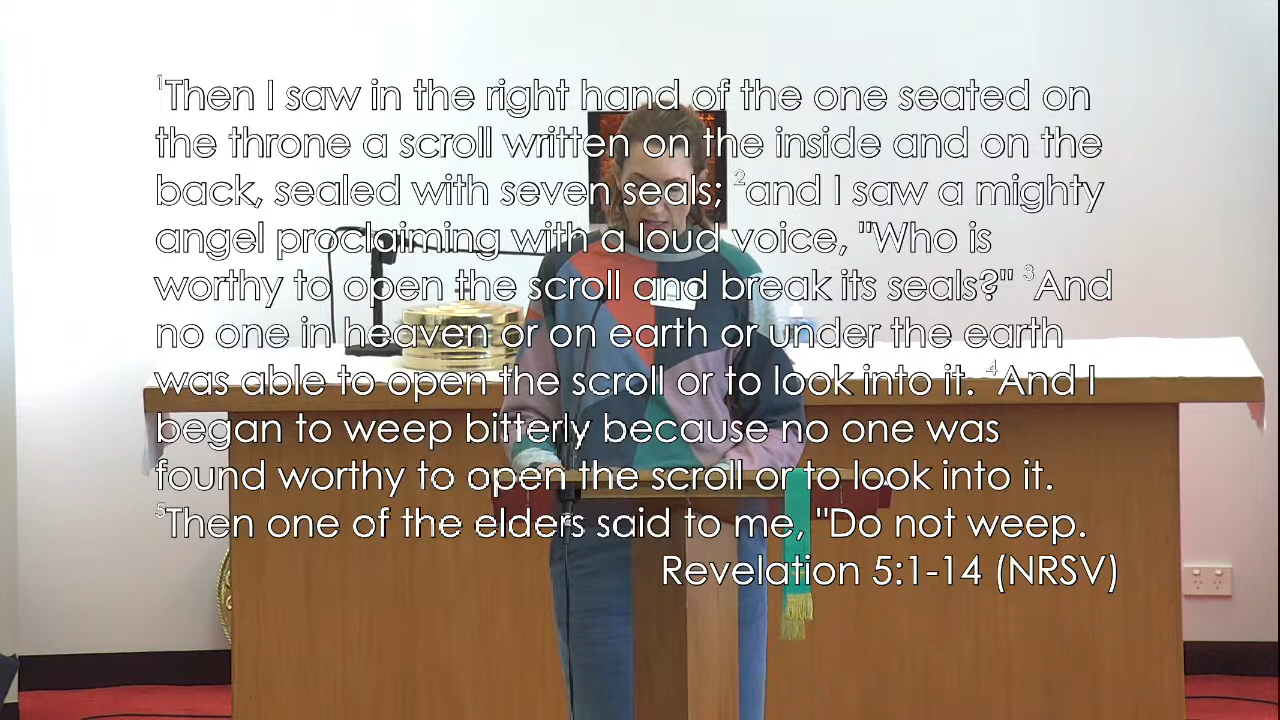 ¹Then I saw in the right hand of the one seated on
the throne a scroll written on the inside and on the
back, sealed with seven seals; ²and I saw a mighty
angel proclaiming with a loud voice, "Who is
worthy to open the scroll and break its seals?" ³And
no one in heaven or on earth or under the earth
was able to open the scroll or to look into it. ⁴And I
began to weep bitterly because no one was
found worthy to open the scroll or to look into it.
⁵Then one of the elders said to me, "Do not weep.
Revelation 5:1-14 (NRSV)